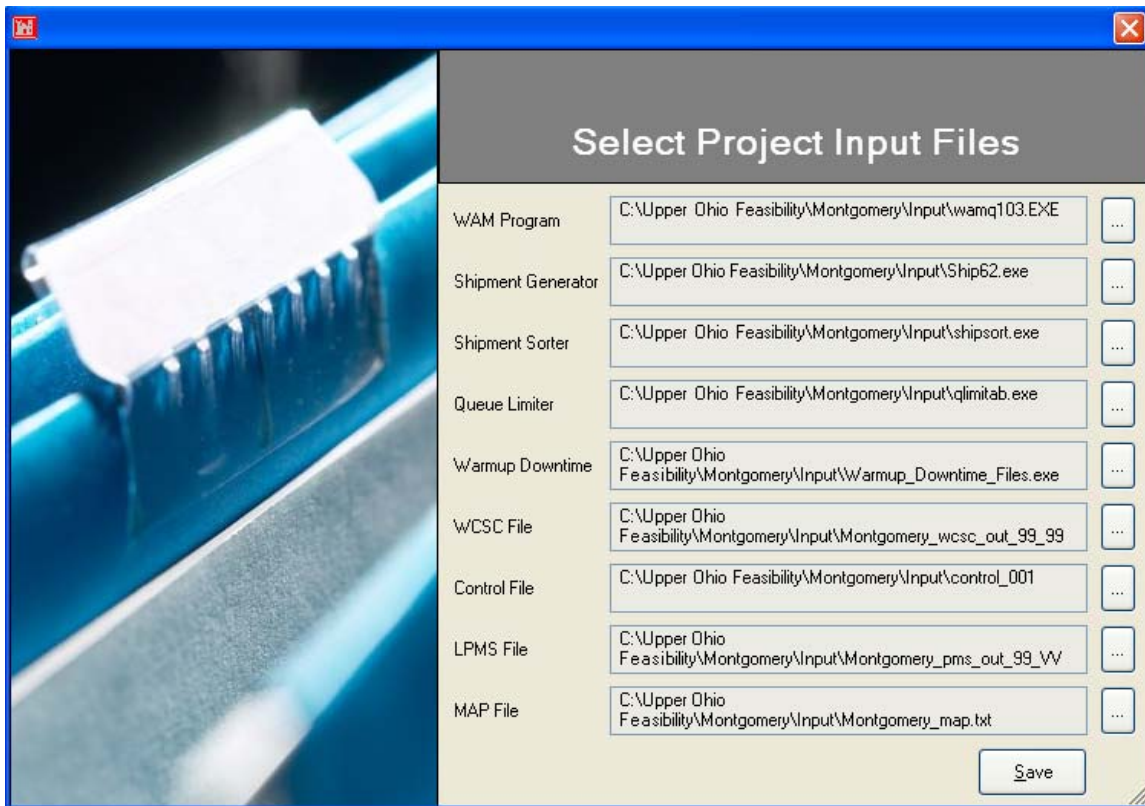 Select Project Input Files
WAM Program
C:\Upper Ohio Feasibility\Montgomery\Input\wamq103.EXE
...
Shipment Generator
C:\Upper Ohio Feasibility\Montgomery\Input\Ship62.exe
...
Shipment Sorter
C:\Upper Ohio Feasibility\Montgomery\Input\shipsort.exe
...
Queue Limiter
C:\Upper Ohio Feasibility\Montgomery\Input\qlimitab.exe
...
Warmup Downtime
C:\Upper Ohio
Feasibility\Montgomery\Input\Warmup_Downtime_Files.exe
...
WCSC File
C:\Upper Ohio
Feasibility\Montgomery\Input\Montgomery_wcsc_out_99_99
...
Control File
C:\Upper Ohio Feasibility\Montgomery\Input\control_001
...
LPMS File
C:\Upper Ohio
Feasibility\Montgomery\Input\Montgomery_pms_out_99_VV
...
MAP File
C:\Upper Ohio
Feasibility\Montgomery\Input\Montgomery_map.txt
...
Save